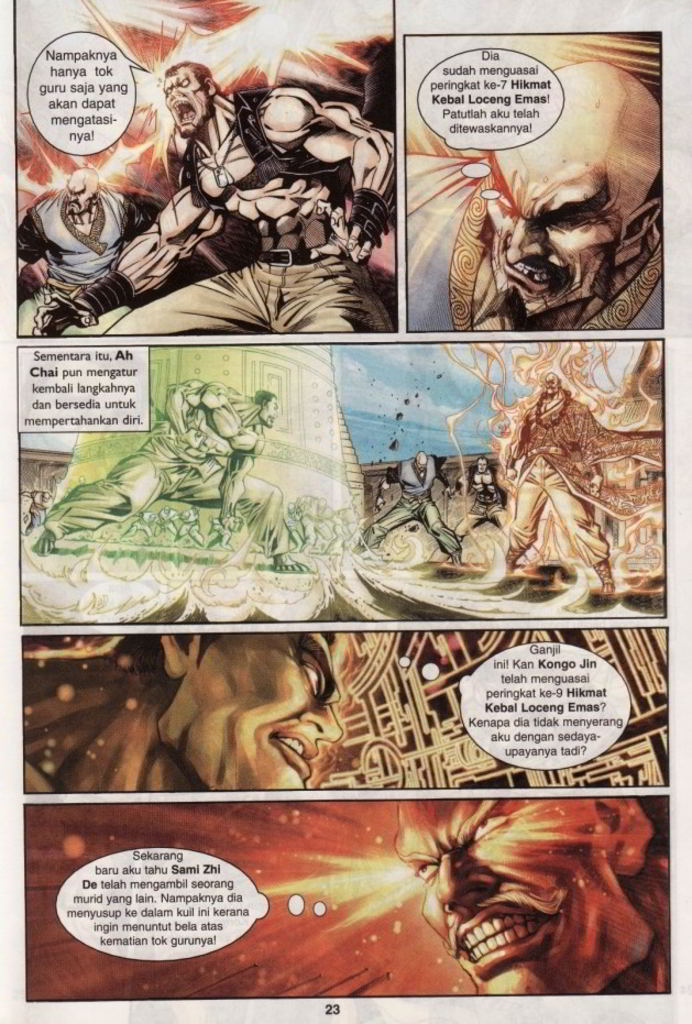 Nampaknya
hanya tok
guru saja yang
akan dapat
mengatasi-
nya!
Dia
sudah menguasai
peringkat ke-7 Hikmat
Kebal Loceng Emas!
Patutlah aku telah
ditewaskannya!
Sementara itu, Ah
Chai pun mengatur
kembali langkahnya
dan bersedia untuk
mempertahankan diri.
Ganjil
ini! Kan Kongo Jin
telah menguasai
peringkat ke-9 Hikmat
Kebal Loceng Emas?
Kenapa dia tidak menyerang
aku dengan sedaya-
upayanya tadi?
Sekarang
baru aku tahu Sami Zhi
De telah mengambil seorang
murid yang lain. Nampaknya dia
menyusup ke dalam kuil ini kerana
ingin menuntut bela atas
kematian tok gurunya!
23